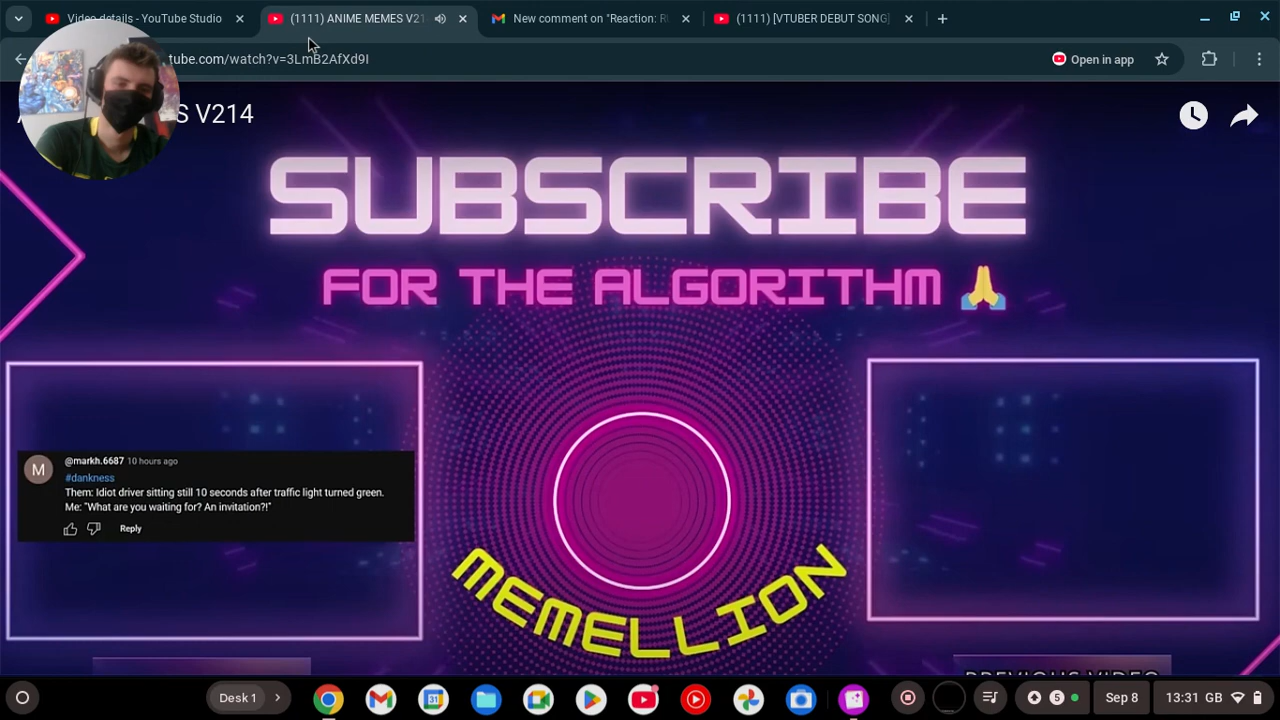 Video details - YouTube Studio
(1111) ANIME MEMES V21
New comment on "Reaction: R
(1111) [VTUBER DEBUT SONG]
tube.com/watch?v=3LmB2AfXd9I
Open in app
S V214
SUBSCRIBE
FOR THE ALGORITHM 🙏
M
@markh.6687 10 hours ago
#dankness
Them: Idiot driver sitting still 10 seconds after traffic light turned green.
Me: "What are you waiting for? An invitation?!"
Reply
MEMELLION
PREVIOUS VIDEO
Desk 1
5
Sep 8
13:31 GB